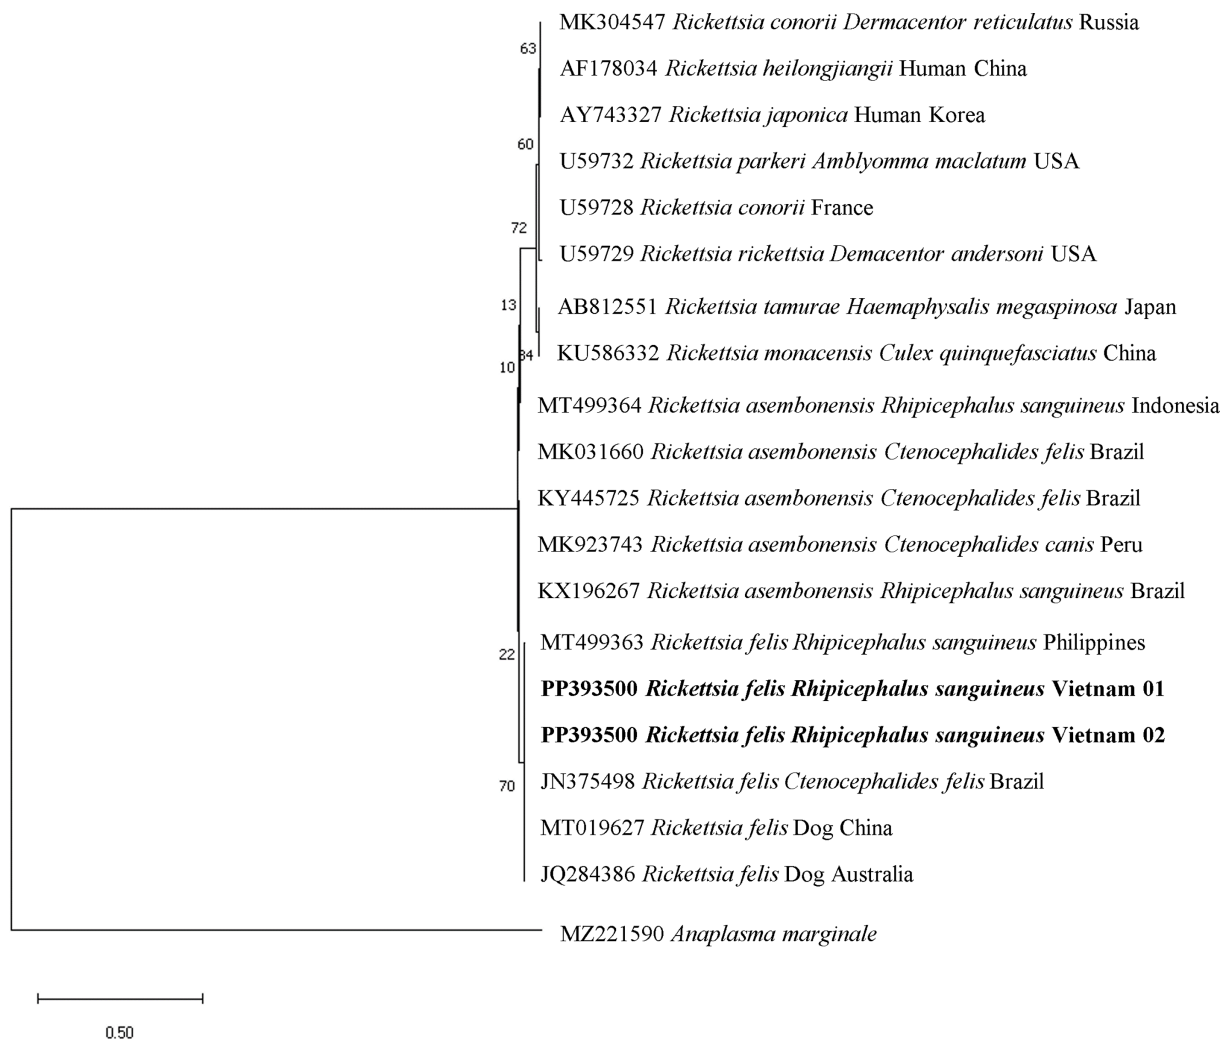 MK304547 Rickettsia conorii Dermacentor reticulatus Russia
63
AF178034 Rickettsia heilongjiangii Human China
AY743327 Rickettsia japonica Human Korea
60
U59732 Rickettsia parkeri Amblyomma maclatum USA
U59728 Rickettsia conorii France
72
U59729 Rickettsia rickettsia Demacentor andersoni USA
13
AB812551 Rickettsia tamurae Haemaphysalis megaspinosa Japan
84 KU586332 Rickettsia monacensis Culex quinquefasciatus China
10
MT499364 Rickettsia asembonensis Rhipicephalus sanguineus Indonesia
MK031660 Rickettsia asembonensis Ctenocephalides felis Brazil
KY445725 Rickettsia asembonensis Ctenocephalides felis Brazil
MK923743 Rickettsia asembonensis Ctenocephalides canis Peru
KX196267 Rickettsia asembonensis Rhipicephalus sanguineus Brazil
MT499363 Rickettsia felis Rhipicephalus sanguineus Philippines
22
PP393500 Rickettsia felis Rhipicephalus sanguineus Vietnam 01
PP393500 Rickettsia felis Rhipicephalus sanguineus Vietnam 02
70 JN375498 Rickettsia felis Ctenocephalides felis Brazil
MT019627 Rickettsia felis Dog China
JQ284386 Rickettsia felis Dog Australia
MZ221590 Anaplasma marginale
0.50